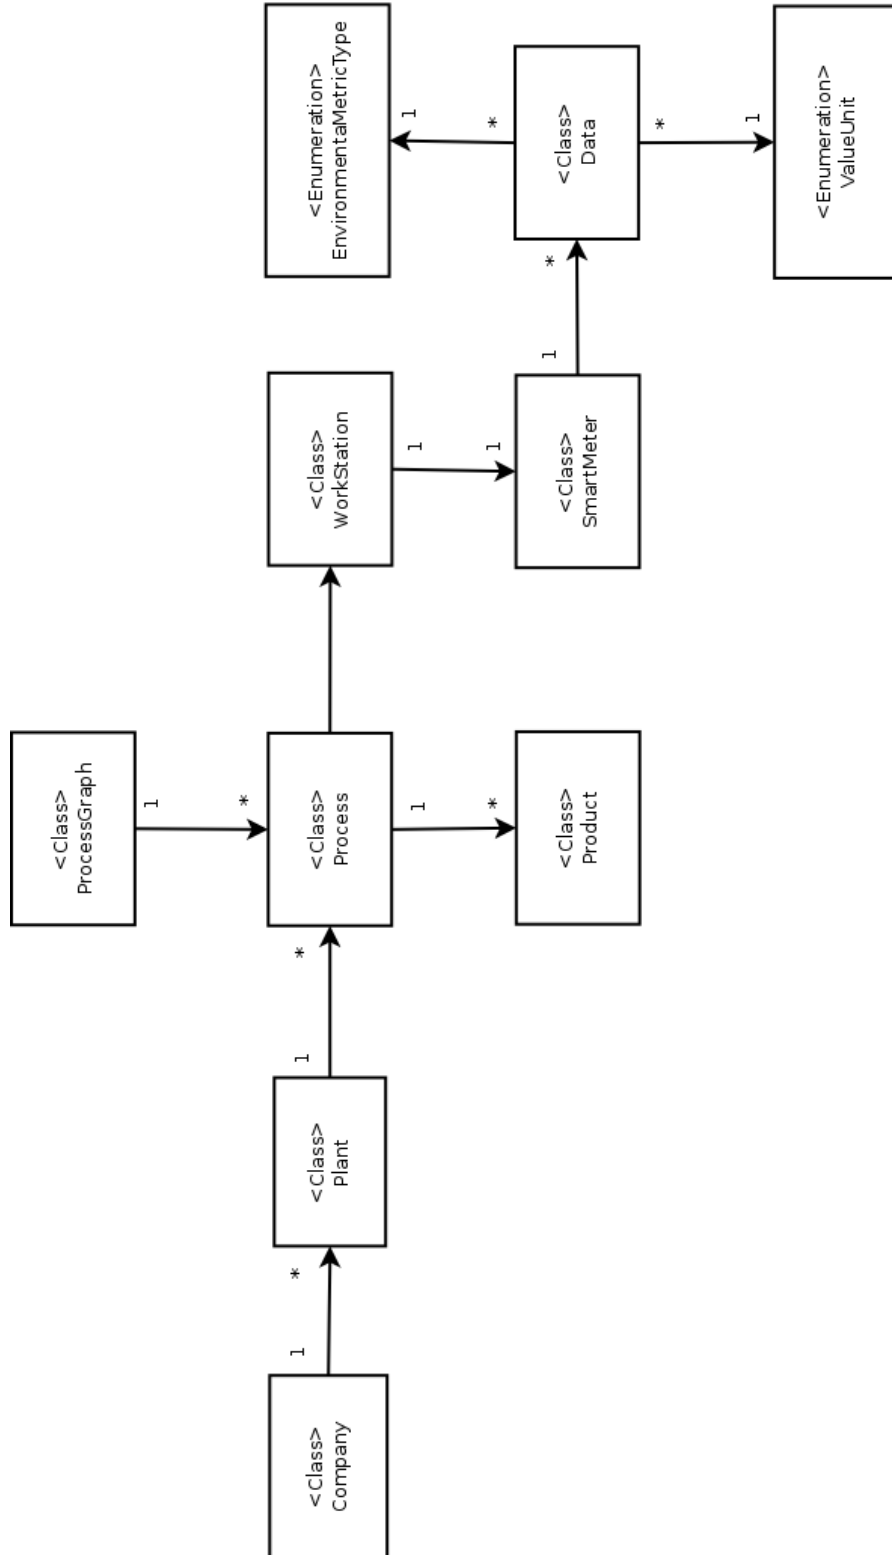 <Class>
ProcessGraph
1
*
1
*
1
*
<Class>
Company
<Class>
Plant
<Class>
Process
<Class>
WorkStation
<Enumeration>
EnvironmentaMetricType
1
1
1
*
1
*
1
*
<Class>
Product
<Class>
SmartMeter
<Class>
Data
*
1
<Enumeration>
ValueUnit